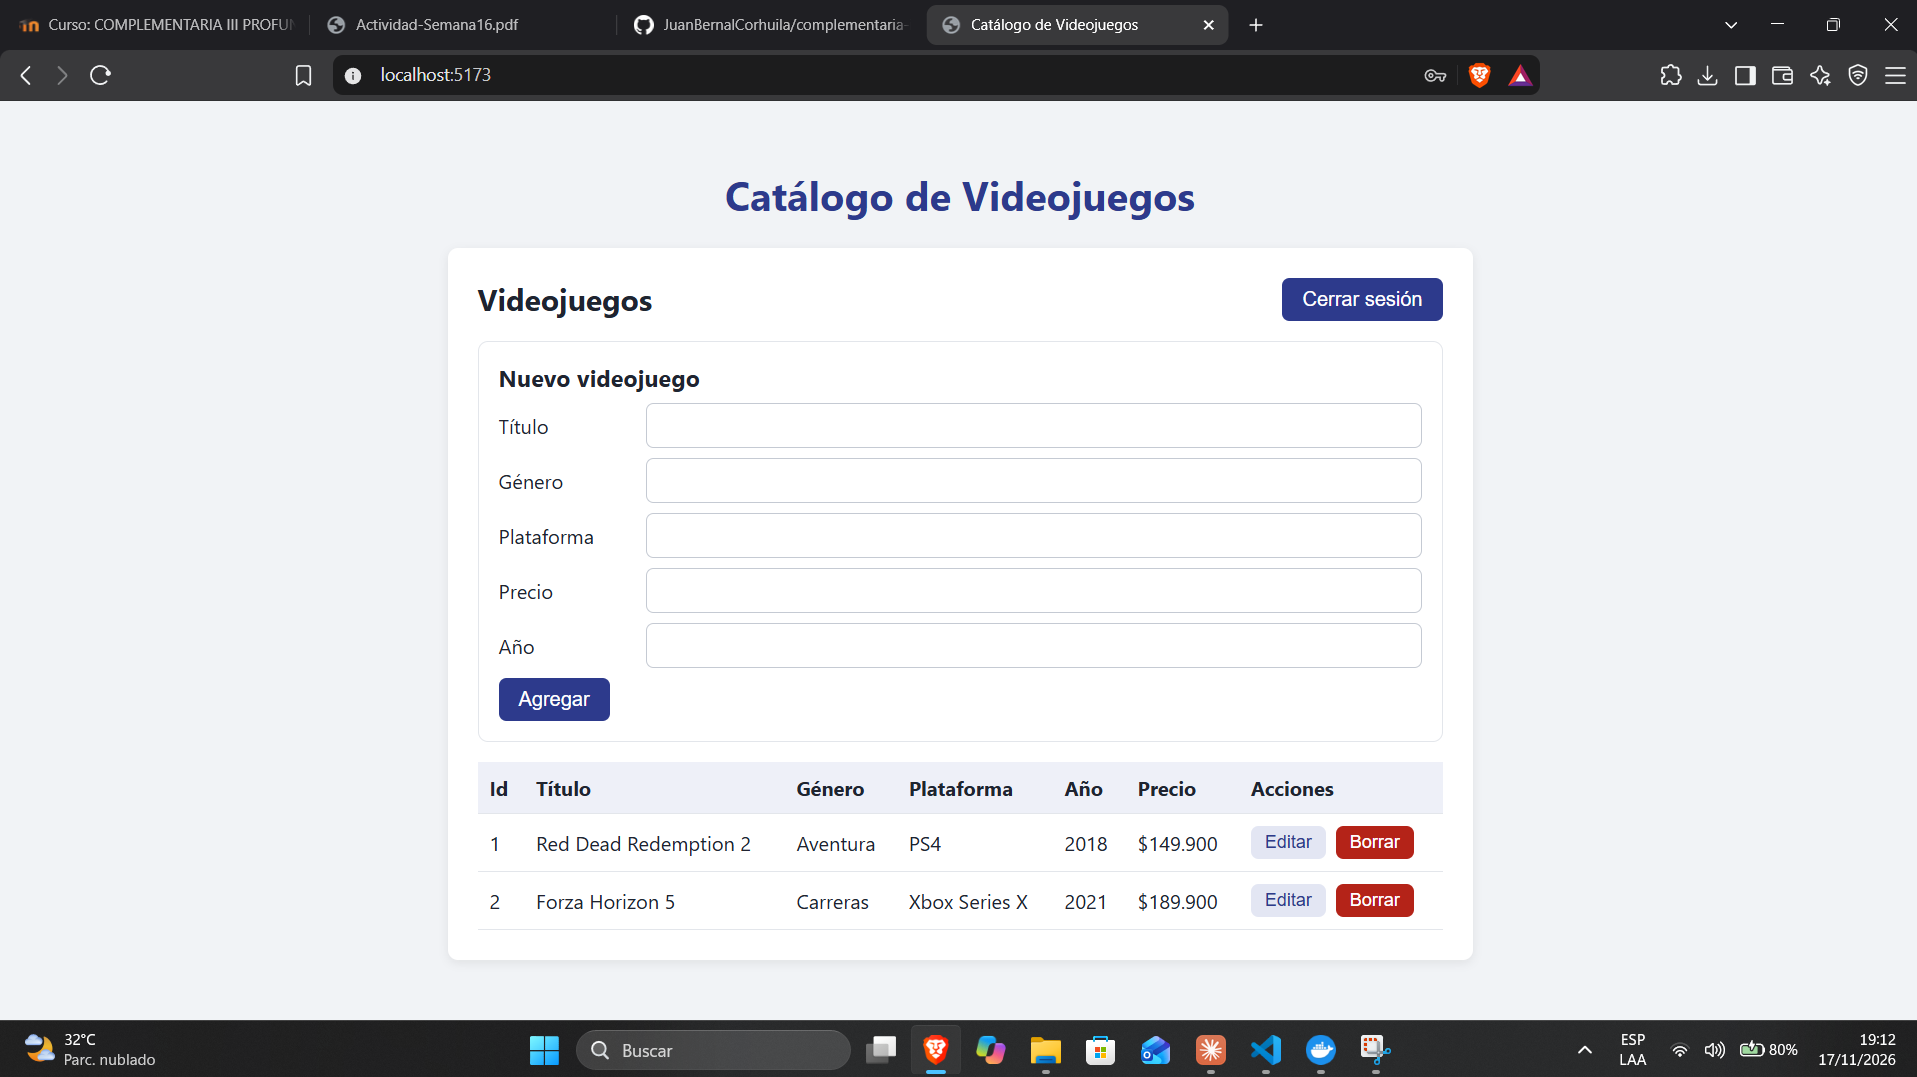 Curso: COMPLEMENTARIA III PROFUN
Actividad-Semana16.pdf
JuanBernalCorhuila/complementaria-
Catálogo de Videojuegos
localhost:5173
Catálogo de Videojuegos
Videojuegos
Cerrar sesión
Nuevo videojuego
Título
Género
Plataforma
Precio
Año
Agregar
Id Título Género Plataforma Año Precio Acciones
1 Red Dead Redemption 2 Aventura PS4 2018 $149.900 Editar Borrar
2 Forza Horizon 5 Carreras Xbox Series X 2021 $189.900 Editar Borrar
32°C
Parc. nublado
Buscar
ESP
LAA
80%
19:12
17/11/2026